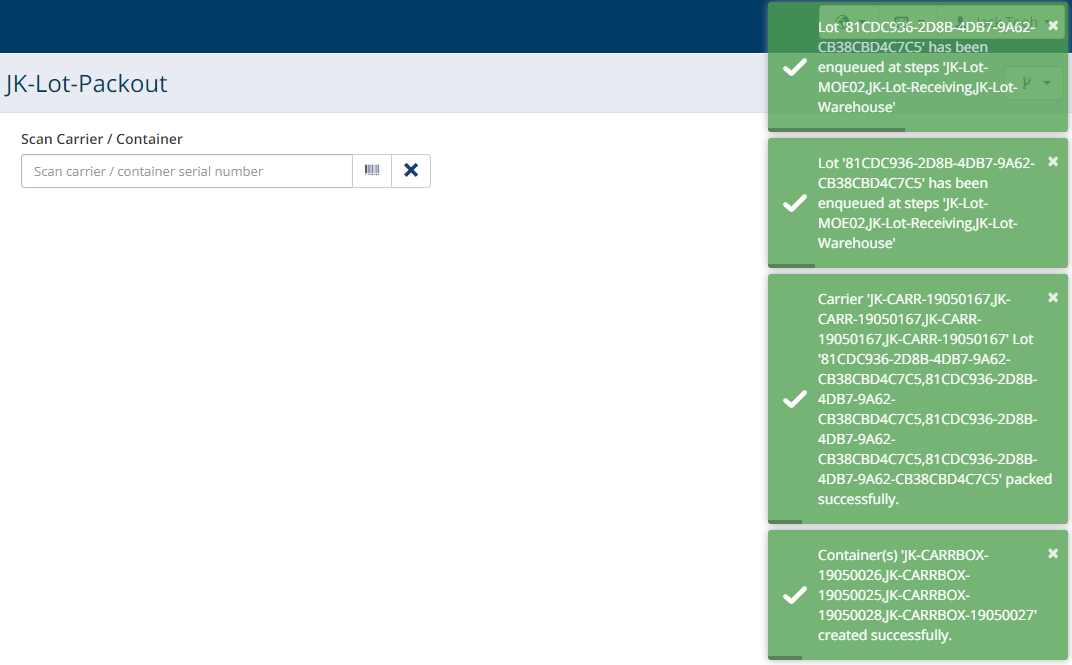 JK-Lot-Packout
Scan Carrier / Container
Scan carrier / container serial number
Lot '81CDC936-2D8B-4DB7-9A62-
CB38CBD4C7C5' has been
enqueued at steps 'JK-Lot-
MOE02,JK-Lot-Receiving,JK-Lot-
Warehouse'
Lot '81CDC936-2D8B-4DB7-9A62-
CB38CBD4C7C5' has been
enqueued at steps 'JK-Lot-
MOE02,JK-Lot-Receiving,JK-Lot-
Warehouse'
Carrier 'JK-CARR-19050167,JK-
CARR-19050167,JK-CARR-
19050167,JK-CARR-19050167' Lot
'81CDC936-2D8B-4DB7-9A62-
CB38CBD4C7C5,81CDC936-2D8B-
4DB7-9A62-
CB38CBD4C7C5,81CDC936-2D8B-
4DB7-9A62-
CB38CBD4C7C5,81CDC936-2D8B-
4DB7-9A62-CB38CBD4C7C5' packed
successfully.
Container(s) 'JK-CARRBOX-
19050026,JK-CARRBOX-
19050025,JK-CARRBOX-
19050028,JK-CARRBOX-19050027'
created successfully.